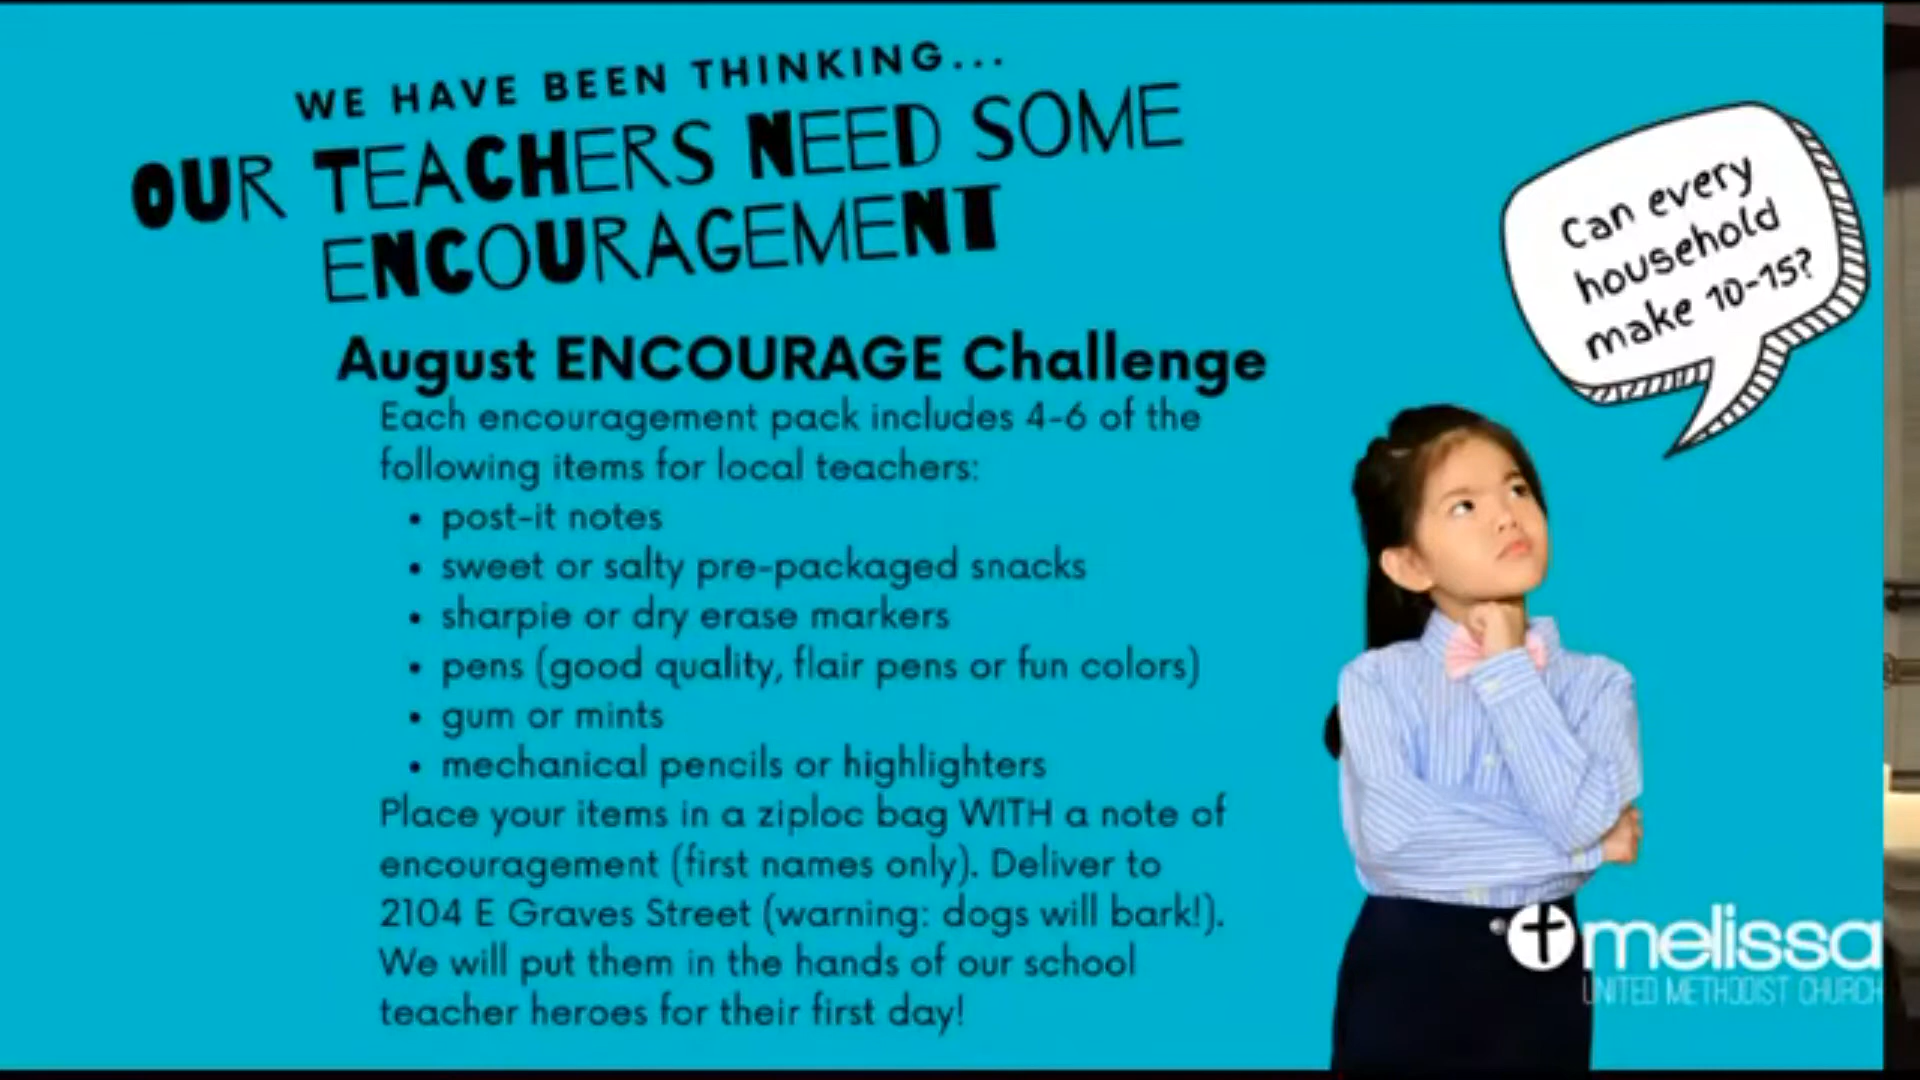 WE HAVE BEEN THINKING...
OUR TEACHERS NEED SOME
ENCOURAGEMENT
August ENCOURAGE Challenge
Each encouragement pack includes 4-6 of the
following items for local teachers:
• post-it notes
• sweet or salty pre-packaged snacks
• sharpie or dry erase markers
• pens (good quality, flair pens or fun colors)
• gum or mints
• mechanical pencils or highlighters
Place your items in a ziploc bag WITH a note of
encouragement (first names only). Deliver to
2104 E Graves Street (warning: dogs will bark!).
We will put them in the hands of our school
teacher heroes for their first day!
Can every
household
make 10-15?
melissa
UNITED METHODIST CHURCH